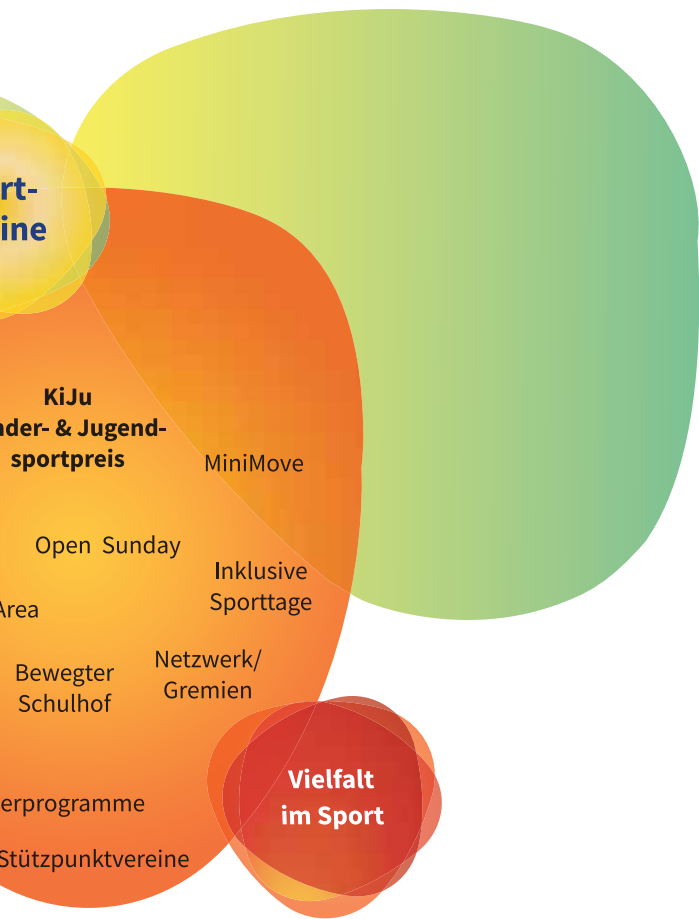 rt-
ine
KiJu
nder- & Jugend-
sportpreis
MiniMove
Open Sunday
Inklusive
Sporttage
Area
Netzwerk/
Gremien
Bewegter
Schulhof
Vielfalt
im Sport
erprogramme
Stützpunktvereine